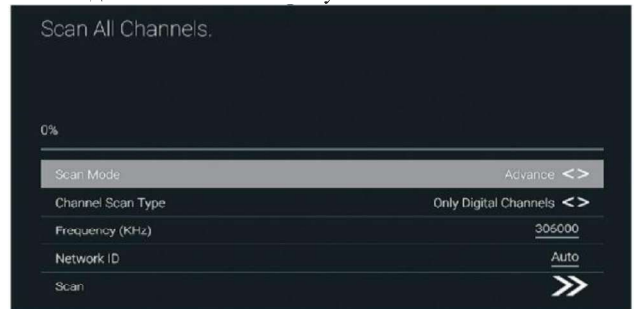 Scan All Channels.
0%
Scan Mode Advance <>
Channel Scan Type Only Digital Channels <>
Frequency (KHz) 306000
Network ID Auto
Scan >>